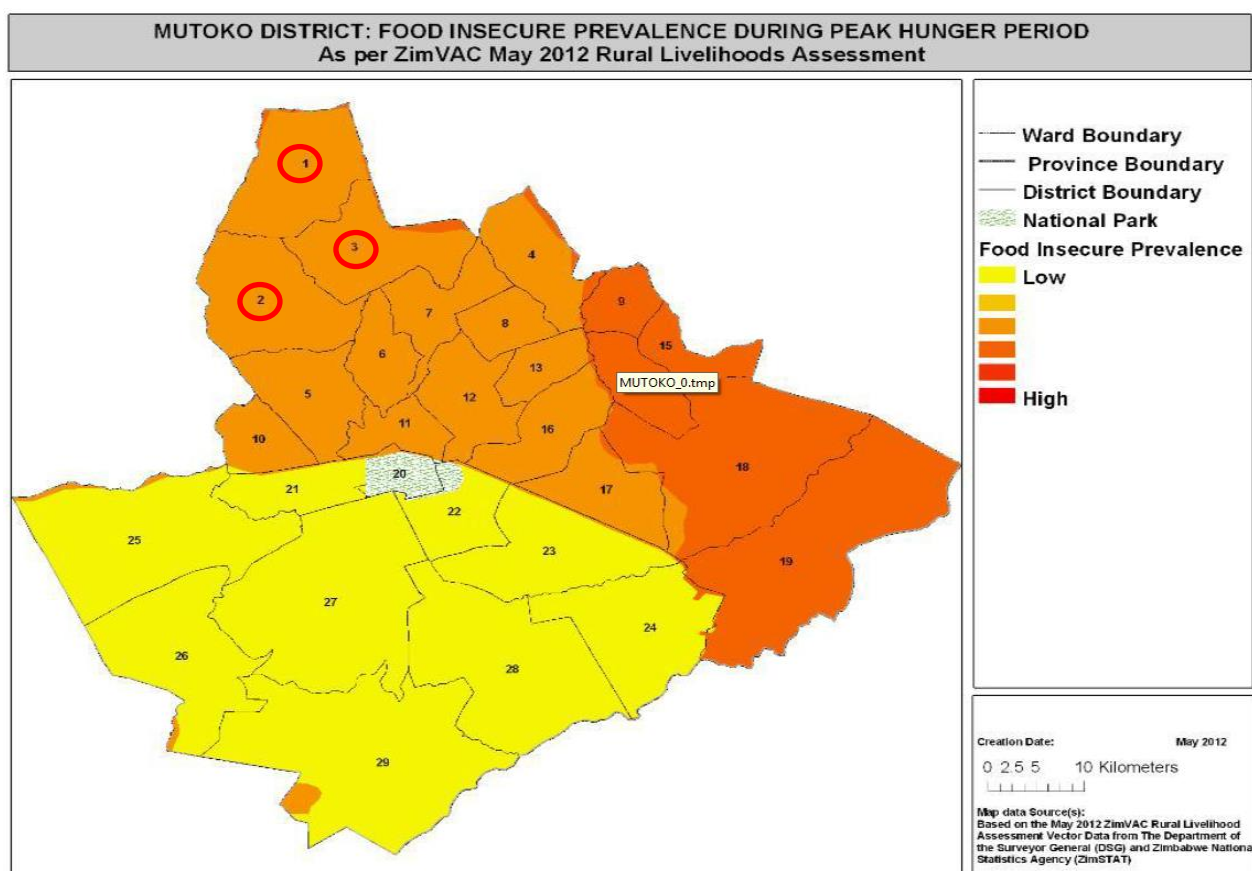 MUTOKO DISTRICT: FOOD INSECURE PREVALENCE DURING PEAK HUNGER PERIOD
As per ZimVAC May 2012 Rural Livelihoods Assessment
1
3
2
4
9
7
8
15
6
13
MUTOKO_0.tmp
5
12
11
16
10
18
20
21
17
22
25
23
19
27
24
26
28
29
Ward Boundary
Province Boundary
District Boundary
National Park
Food Insecure Prevalence
Low
High
Creation Date: May 2012
0 2.5 5 10 Kilometers
Map data Source(s):
Based on the May 2012 ZimVAC Rural Livelihood
Assessment Vector Data from The Department of
the Surveyor General (DSG) and Zimbabwe National
Statistics Agency (ZimSTAT)